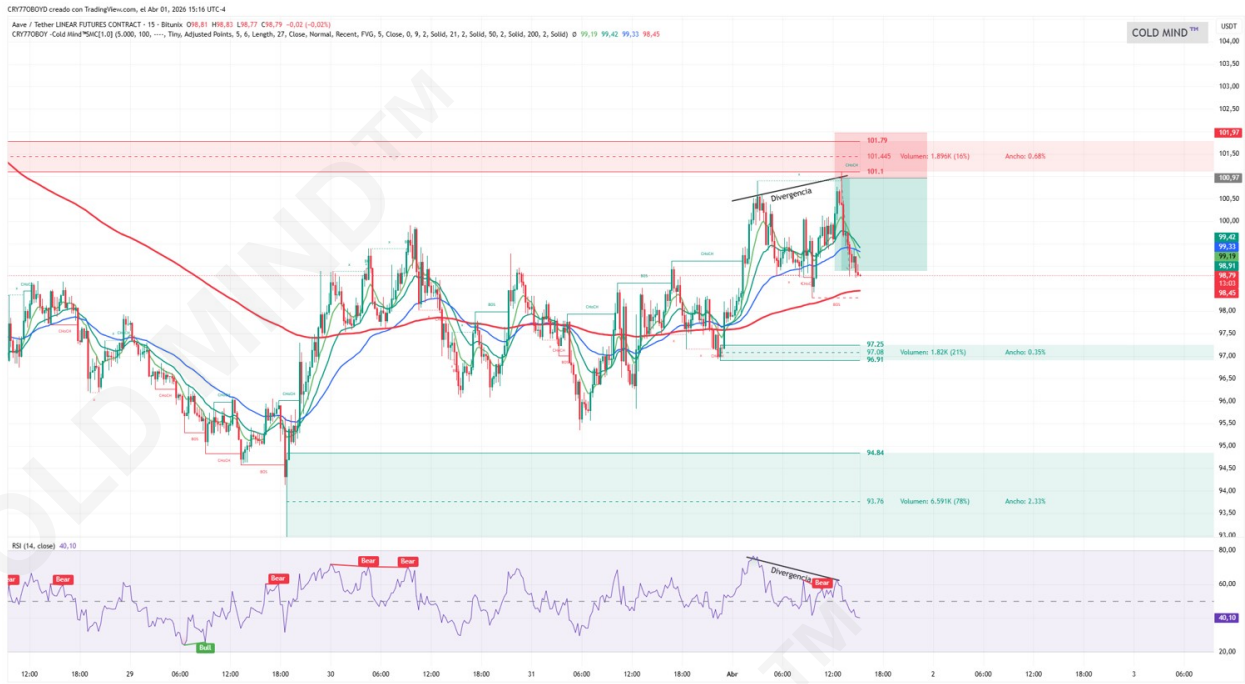 CRY77OBOYD creado con TradingView.com, el Abr 01, 2026 15:16 UTC-4
Aave / Tether LINEAR FUTURES CONTRACT · 15 · Bitunix O98,81 H98,83 L98,77 C98,79 −0,02 (−0,02%)
CRY77OBOY -Cold Mind™SMC[1.0] (5.000, 100, ----, Tiny, Adjusted Points, 5, 6, Length, 27, Close, Normal, Recent, FVG, 5, Close, 0, 9, 2, Solid, 21, 2, Solid, 50, 2, Solid, 200, 2, Solid) Ø 99,19 99,42 99,33 98,45
COLD MIND ™
USDT
104,00
103,50
103,00
102,50
101,97
101.79
101.445 Volumen: 1.896K (16%) Ancho: 0.68%
101,50
101.1
100,97
Divergencia
100,50
100,00
99,42
99,33
99,19
98,91
98,79
13:03
98,45
98,00
97,50
97.25
97.08 Volumen: 1.82K (21%) Ancho: 0.35%
96.91
97,00
96,50
96,00
95,50
95,00
94.84
94,50
94,00
93.76 Volumen: 6.591K (78%) Ancho: 2.33%
93,50
93,00
COLD MIND TM
RSI (14, close) 40,10
80,00
Bear
Bear
Bear
Bear
Bear
Bull
Divergencia
60,00
40,10
20,00
TM
12:00 18:00 29 06:00 12:00 18:00 30 06:00 12:00 18:00 31 06:00 12:00 18:00 Abr 06:00 12:00 18:00 2 06:00 12:00 18:00 3 06:00